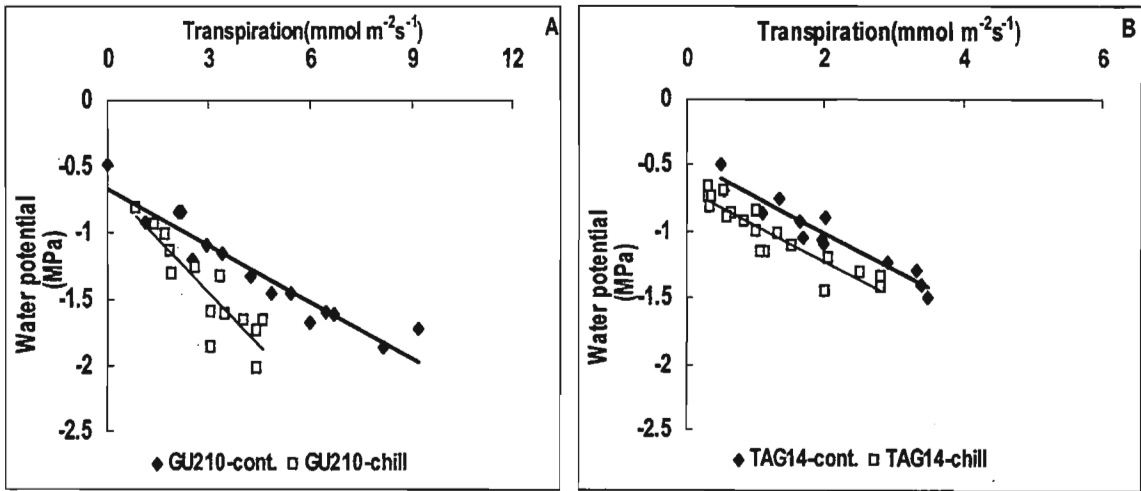 Transpiration(mmol m⁻²s⁻¹) A
0 3 6 9 12
0
-0.5
-1
-1.5
-2
-2.5
Water potential
(MPa)
◆ GU210-cont. □ GU210-chill
Transpiration(mmol m⁻²s⁻¹) B
0 2 4 6
0
-0.5
-1
-1.5
-2
-2.5
Water potential
(MPa)
◆ TAG14-cont. □ TAG14-chill